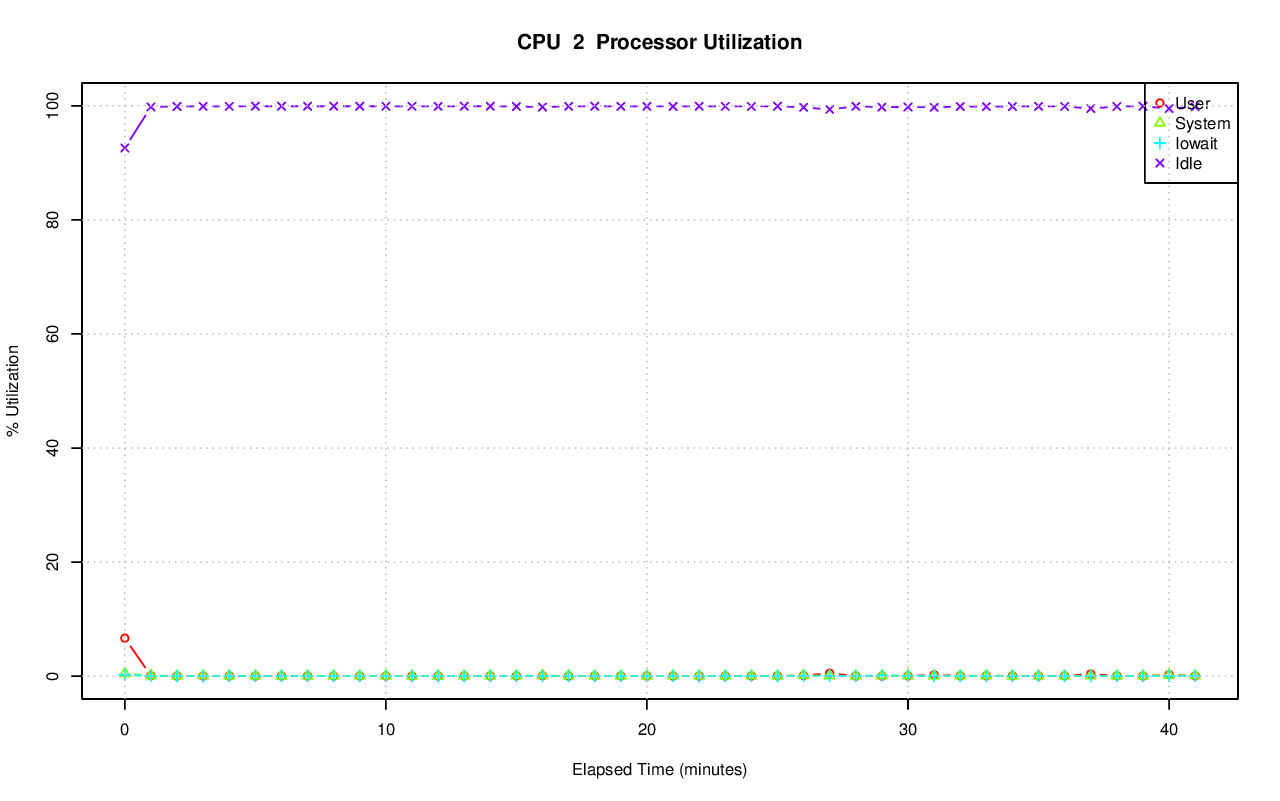 CPU  2  Processor Utilization
100
80
60
40
20
0
% Utilization
User
System
Iowait
Idle
0
10
20
30
40
Elapsed Time (minutes)